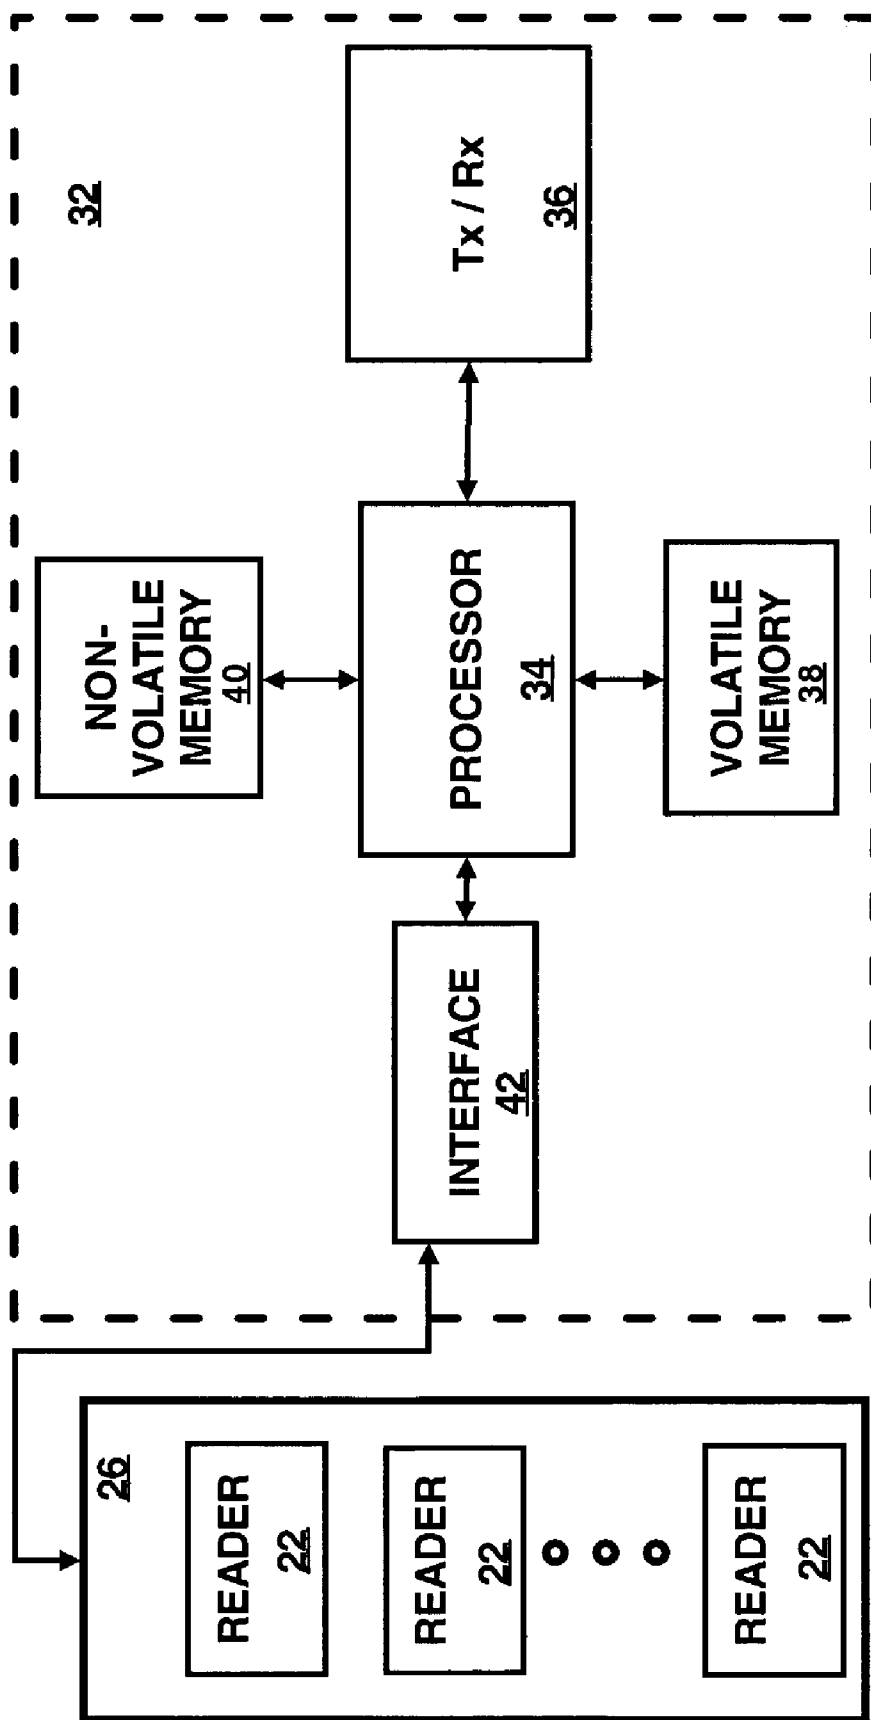 26
READER
22
READER
22
READER
22
32
INTERFACE
42
NON-
VOLATILE
MEMORY
40
PROCESSOR
34
VOLATILE
MEMORY
38
Tx / Rx
36